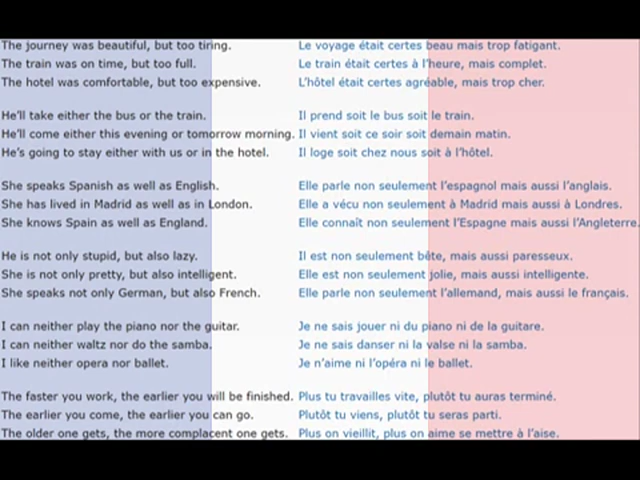 The journey was beautiful, but too tiring. Le voyage était certes beau mais trop fatigant.
The train was on time, but too full. Le train était certes à l'heure, mais complet.
The hotel was comfortable, but too expensive. L'hôtel était certes agréable, mais trop cher.
He'll take either the bus or the train. Il prend soit le bus soit le train.
He'll come either this evening or tomorrow morning. Il vient soit ce soir soit demain matin.
He's going to stay either with us or in the hotel. Il loge soit chez nous soit à l'hôtel.
She speaks Spanish as well as English. Elle parle non seulement l'espagnol mais aussi l'anglais.
She has lived in Madrid as well as in London. Elle a vécu non seulement à Madrid mais aussi à Londres.
She knows Spain as well as England. Elle connaît non seulement l'Espagne mais aussi l'Angleterre.
He is not only stupid, but also lazy. Il est non seulement bête, mais aussi paresseux.
She is not only pretty, but also intelligent. Elle est non seulement jolie, mais aussi intelligente.
She speaks not only German, but also French. Elle parle non seulement l'allemand, mais aussi le français.
I can neither play the piano nor the guitar. Je ne sais jouer ni du piano ni de la guitare.
I can neither waltz nor do the samba. Je ne sais danser ni la valse ni la samba.
I like neither opera nor ballet. Je n'aime ni l'opéra ni le ballet.
The faster you work, the earlier you will be finished. Plus tu travailles vite, plutôt tu auras terminé.
The earlier you come, the earlier you can go. Plutôt tu viens, plutôt tu seras parti.
The older one gets, the more complacent one gets. Plus on vieillit, plus on aime se mettre à l'aise.